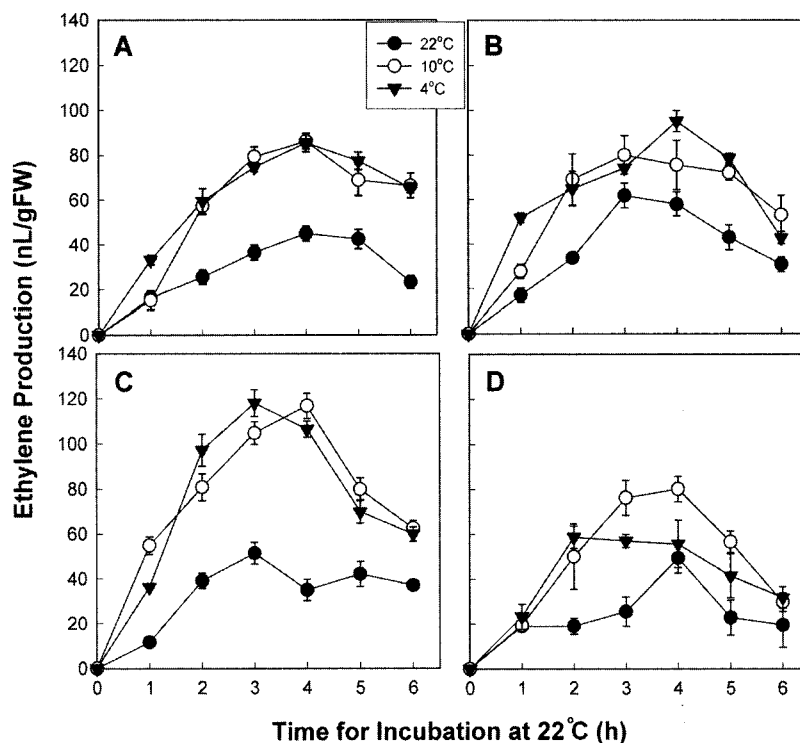 A
B
22°C
10°C
4°C
140
120
100
80
60
40
20
0
C
D
140
120
100
80
60
40
20
0
0 1 2 3 4 5 6
0 1 2 3 4 5 6
Ethylene Production (nL/gFW)
Time for Incubation at 22°C (h)